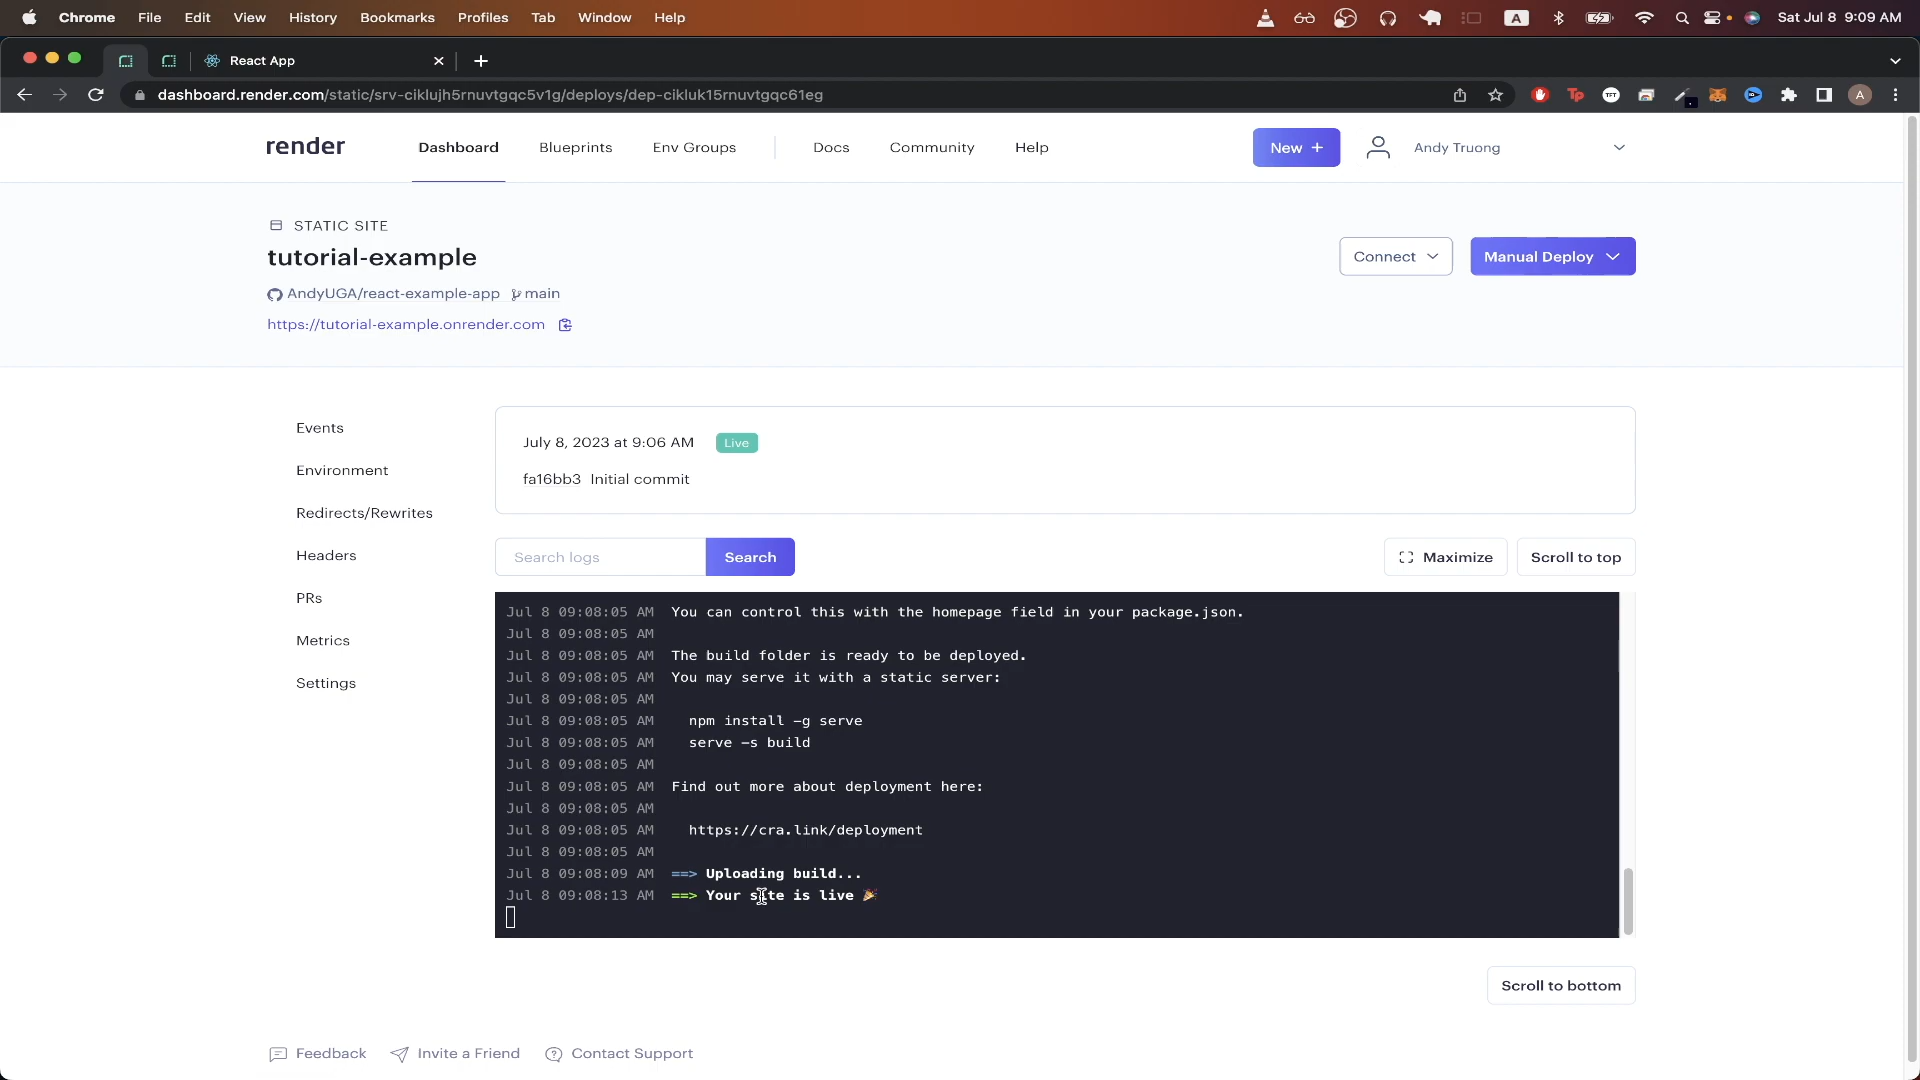 Chrome File Edit View History Bookmarks Profiles Tab Window Help A Sat Jul 8 9:09 AM
React App
dashboard.render.com/static/srv-ciklujh5rnuvtgqc5v1g/deploys/dep-cikluk15rnuvtgqc61eg
render Dashboard Blueprints Env Groups Docs Community Help New + Andy Truong
STATIC SITE
tutorial-example
Connect Manual Deploy
AndyUGA/react-example-app main
https://tutorial-example.onrender.com
Events
Environment
Redirects/Rewrites
Headers
PRs
Metrics
Settings
July 8, 2023 at 9:06 AM Live
fa16bb3 Initial commit
Search logs Search Maximize Scroll to top
Jul 8 09:08:05 AM You can control this with the homepage field in your package.json.
Jul 8 09:08:05 AM
Jul 8 09:08:05 AM The build folder is ready to be deployed.
Jul 8 09:08:05 AM You may serve it with a static server:
Jul 8 09:08:05 AM
Jul 8 09:08:05 AM npm install -g serve
Jul 8 09:08:05 AM serve -s build
Jul 8 09:08:05 AM
Jul 8 09:08:05 AM Find out more about deployment here:
Jul 8 09:08:05 AM
Jul 8 09:08:05 AM https://cra.link/deployment
Jul 8 09:08:05 AM
Jul 8 09:08:09 AM ==> Uploading build...
Jul 8 09:08:13 AM ==> Your site is live 🎉
Scroll to bottom
Feedback Invite a Friend Contact Support